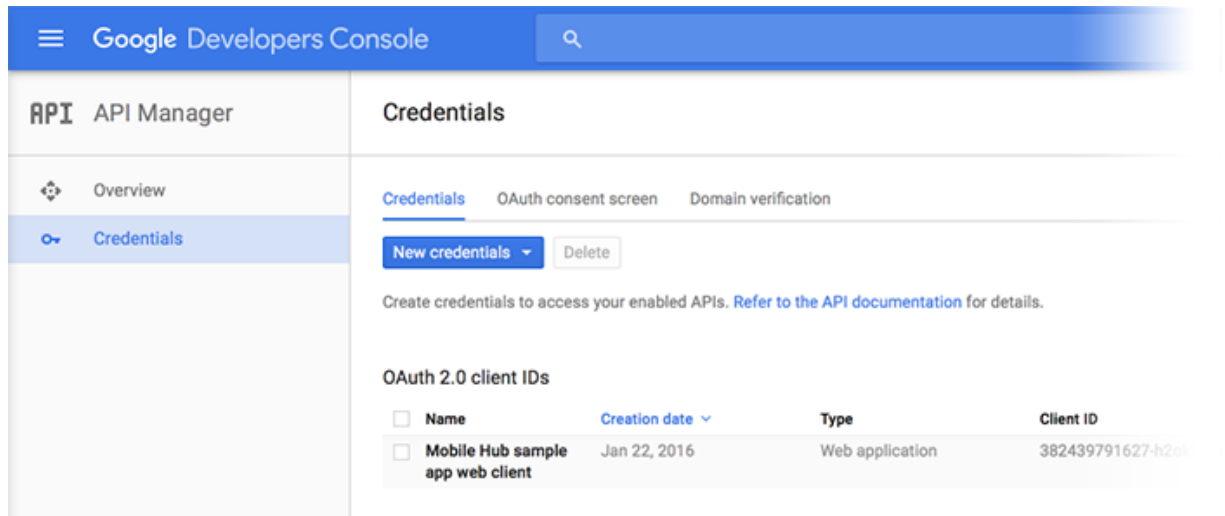 Google Developers Console
API API Manager
Credentials
Overview
Credentials
Credentials OAuth consent screen Domain verification
New credentials Delete
Create credentials to access your enabled APIs. Refer to the API documentation for details.
OAuth 2.0 client IDs
Name Creation date Type Client ID
Mobile Hub sample Jan 22, 2016 Web application 382439791627-
app web client